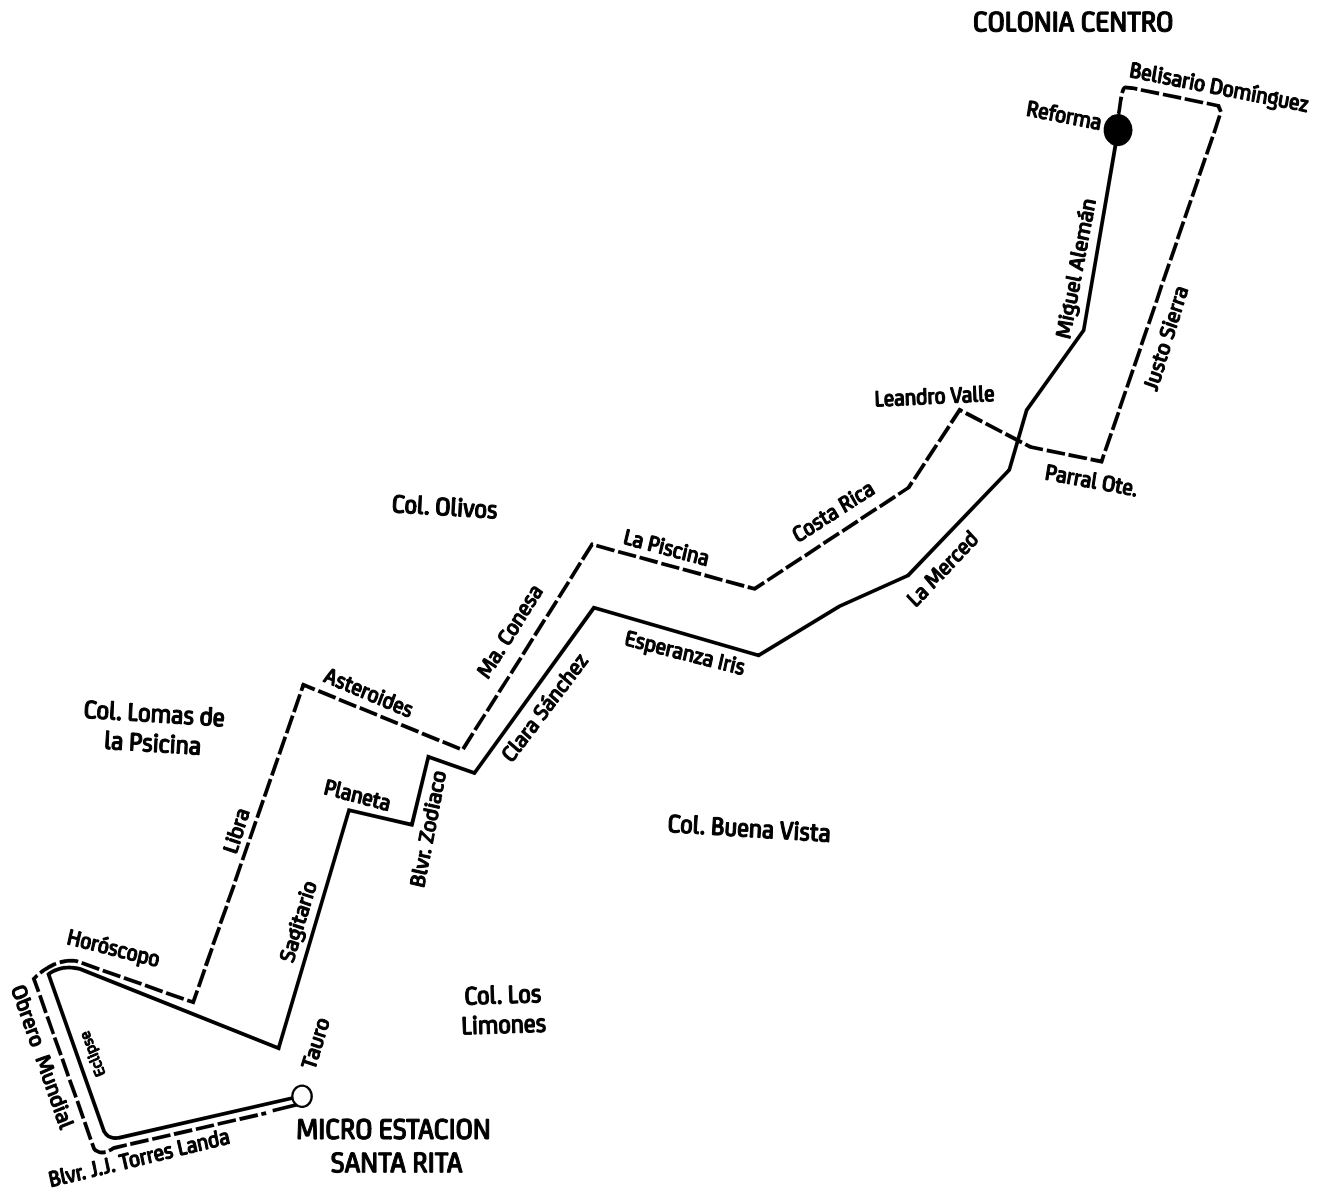 COLONIA CENTRO
Belisario Domínguez
Reforma
Miguel Alemán
Justo Sierra
Leandro Valle
Parral Ote.
Costa Rica
Col. Olivos
La Piscina
La Merced
Ma. Conesa
Esperanza Iris
Clara Sánchez
Asteroides
Col. Lomas de
la Psicina
Planeta
Blvr. Zodiaco
Col. Buena Vista
Libra
Sagitario
Horóscopo
Col. Los
Limones
Obrero Mundial
Eclipse
Tauro
MICRO ESTACION
SANTA RITA
Blvr. J.J. Torres Landa